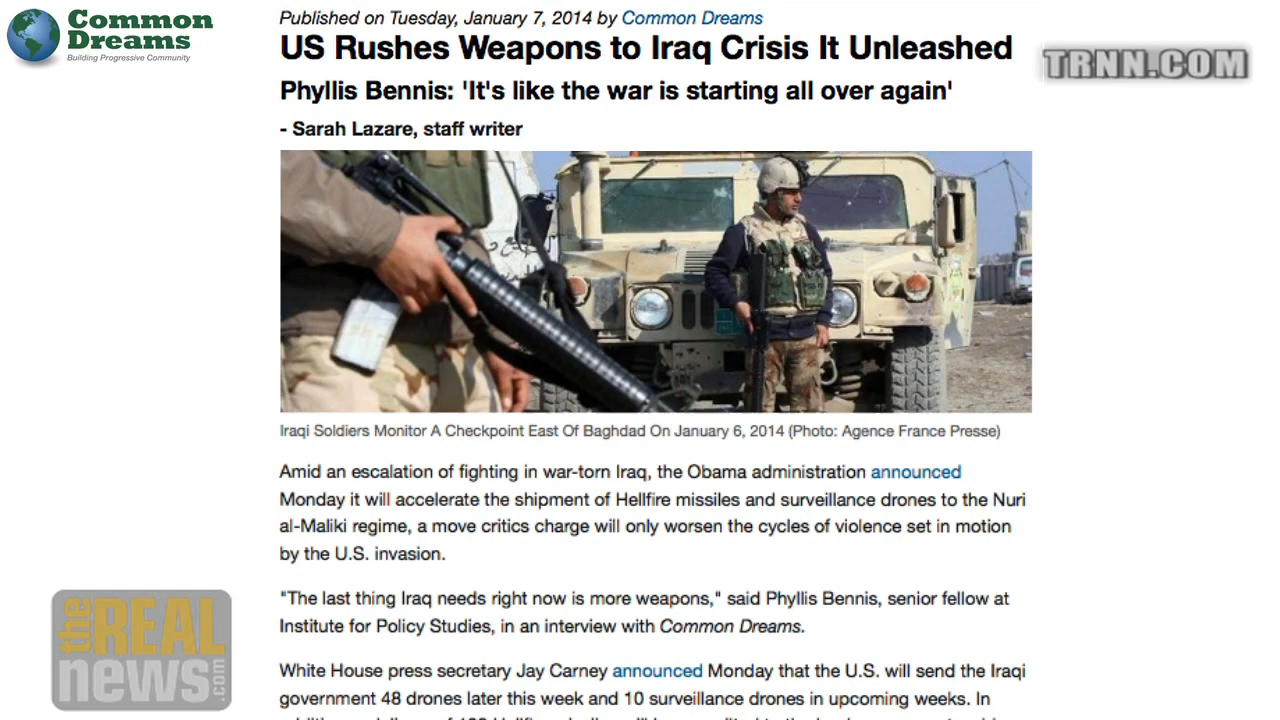 Common
Dreams
Building Progressive Community
Published on Tuesday, January 7, 2014 by Common Dreams
US Rushes Weapons to Iraq Crisis It Unleashed
TRNN.COM
Phyllis Bennis: 'It's like the war is starting all over again'
- Sarah Lazare, staff writer
Iraqi Soldiers Monitor A Checkpoint East Of Baghdad On January 6, 2014 (Photo: Agence France Presse)
Amid an escalation of fighting in war-torn Iraq, the Obama administration announced
Monday it will accelerate the shipment of Hellfire missiles and surveillance drones to the Nuri
al-Maliki regime, a move critics charge will only worsen the cycles of violence set in motion
by the U.S. invasion.
"The last thing Iraq needs right now is more weapons," said Phyllis Bennis, senior fellow at
Institute for Policy Studies, in an interview with Common Dreams.
White House press secretary Jay Carney announced Monday that the U.S. will send the Iraqi
government 48 drones later this week and 10 surveillance drones in upcoming weeks. In
the REAL
news.com